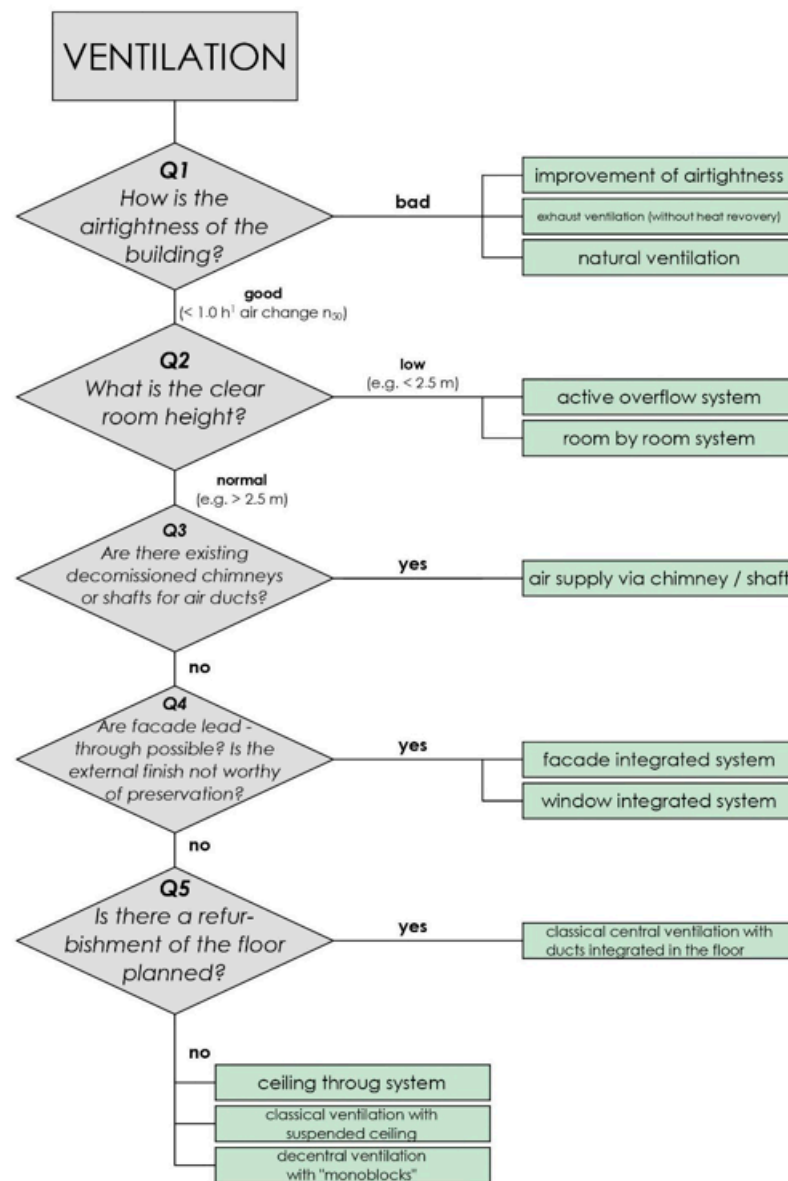 VENTILATION
Q1
How is the
airtightness of the
building?
bad
improvement of airtightness
exhaust ventilation (without heat revovery)
natural ventilation
good
(< 1.0 h¹ air change n₅₀)
Q2
What is the clear
room height?
low
(e.g. < 2.5 m)
active overflow system
room by room system
normal
(e.g. > 2.5 m)
Q3
Are there existing
decomissioned chimneys
or shafts for air ducts?
yes
air supply via chimney / shaft
no
Q4
Are facade lead -
through possible? Is the
external finish not worthy
of preservation?
yes
facade integrated system
window integrated system
no
Q5
Is there a refur-
bishment of the floor
planned?
yes
classical central ventilation with
ducts integrated in the floor
no
ceiling throug system
classical ventilation with
suspended ceiling
decentral ventilation
with "monoblocks"